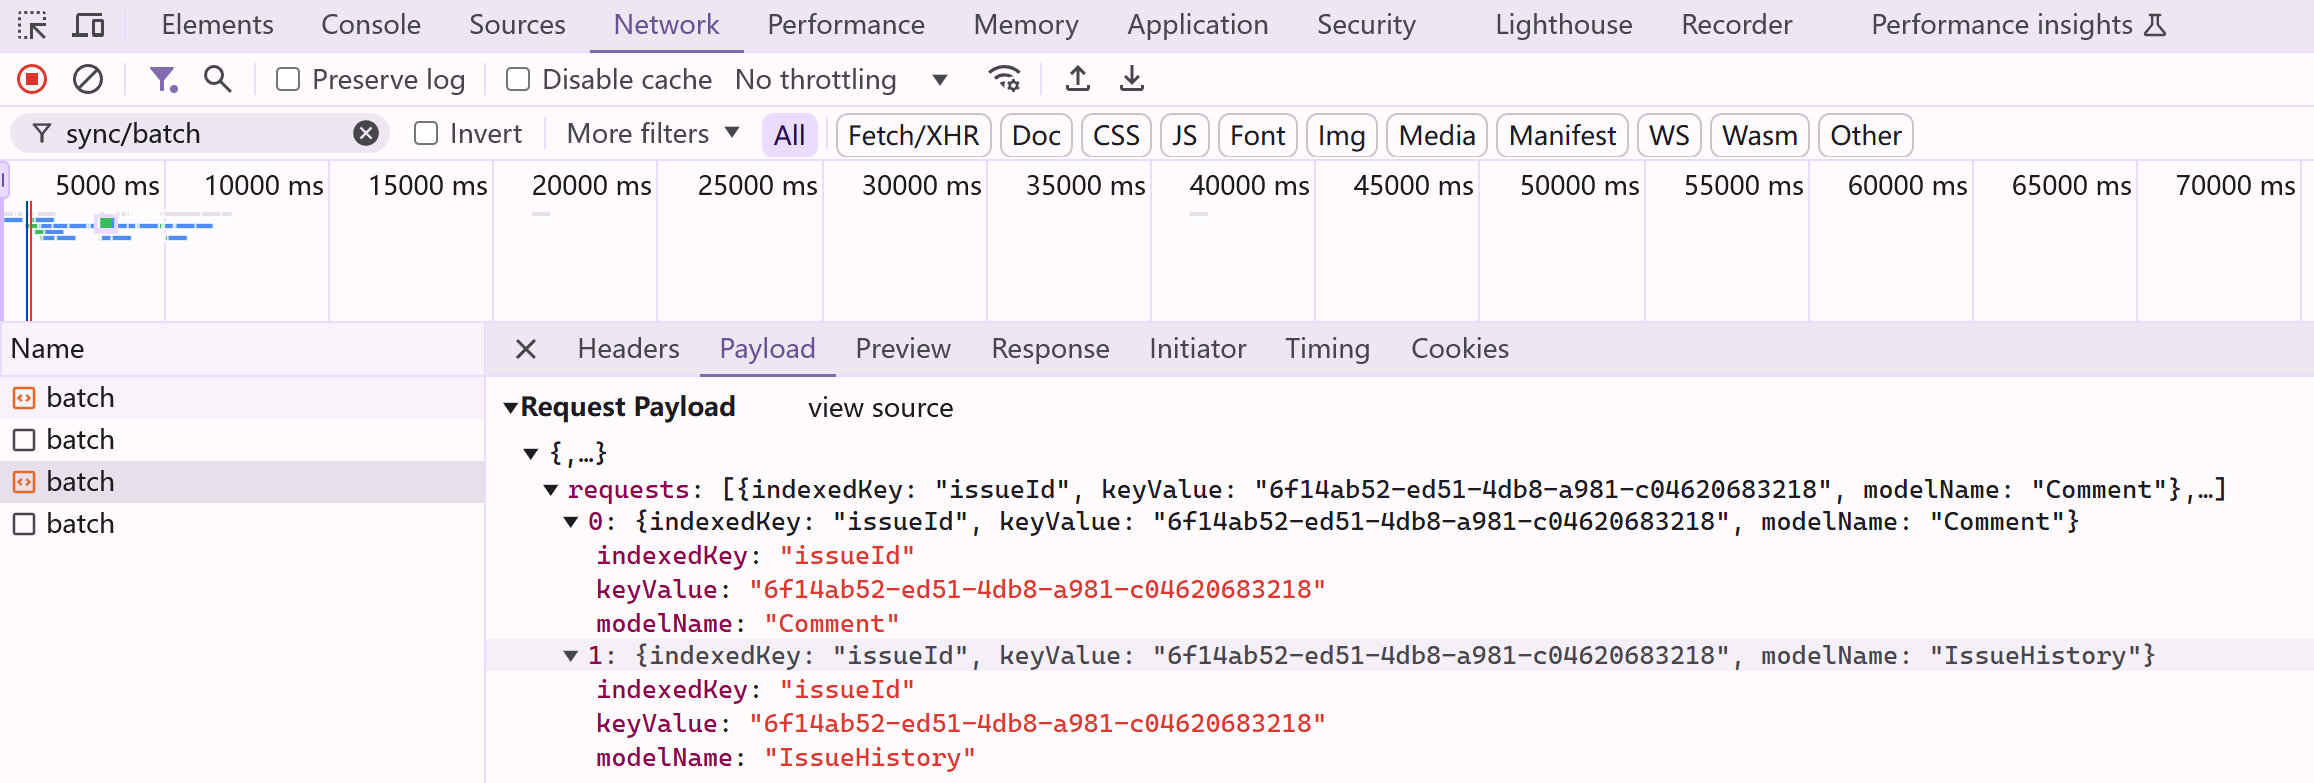 Elements Console Sources Network Performance Memory Application Security Lighthouse Recorder Performance insights
Preserve log Disable cache No throttling
sync/batch Invert More filters All Fetch/XHR Doc CSS JS Font Img Media Manifest WS Wasm Other
5000 ms 10000 ms 15000 ms 20000 ms 25000 ms 30000 ms 35000 ms 40000 ms 45000 ms 50000 ms 55000 ms 60000 ms 65000 ms 70000 ms
Name
batch
batch
batch
batch
Headers Payload Preview Response Initiator Timing Cookies
Request Payload view source
{,…}
requests: [{indexedKey: "issueId", keyValue: "6f14ab52-ed51-4db8-a981-c04620683218", modelName: "Comment"},…]
0: {indexedKey: "issueId", keyValue: "6f14ab52-ed51-4db8-a981-c04620683218", modelName: "Comment"}
indexedKey: "issueId"
keyValue: "6f14ab52-ed51-4db8-a981-c04620683218"
modelName: "Comment"
1: {indexedKey: "issueId", keyValue: "6f14ab52-ed51-4db8-a981-c04620683218", modelName: "IssueHistory"}
indexedKey: "issueId"
keyValue: "6f14ab52-ed51-4db8-a981-c04620683218"
modelName: "IssueHistory"